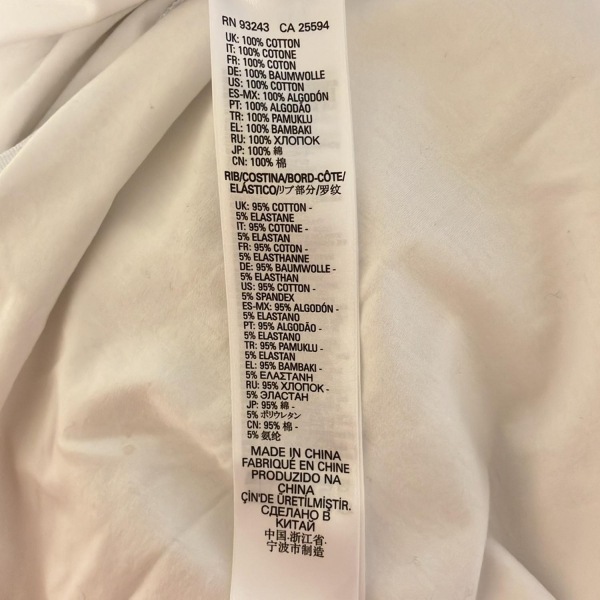 RN 93243 CA 25594
UK: 100% COTTON
IT: 100% COTONE
FR: 100% COTON
DE: 100% BAUMWOLLE
US: 100% COTTON
ES-MX: 100% ALGODÓN
PT: 100% ALGODÃO
TR: 100% PAMUKLU
EL: 100% BAMBAKI
RU: 100% ХЛОПОК
JP: 100% 綿
CN: 100% 棉
RIB/COSTINA/BORD-CÔTE/
ELÁSTICO/リブ部分/罗纹
UK: 95% COTTON -
5% ELASTANE
IT: 95% COTONE -
5% ELASTAN
FR: 95% COTON -
5% ELASTHANNE
DE: 95% BAUMWOLLE -
5% ELASTHAN
US: 95% COTTON -
5% SPANDEX
ES-MX: 95% ALGODÓN -
5% ELASTANO
PT: 95% ALGODÃO -
5% ELASTANO
TR: 95% PAMUKLU -
5% ELASTAN
EL: 95% BAMBAKI -
5% ΕΛΑΣΤΑΝΗ
RU: 95% ХЛОПОК -
5% ЭЛАСТАН
JP: 95% 綿 -
5% ポリウレタン
CN: 95% 棉 -
5% 氨纶
MADE IN CHINA
FABRIQUÉ EN CHINE
PRODUZIDO NA
CHINA
ÇİN'DE ÜRETİLMİŞTİR.
СДЕЛАНО В
КИТАЙ
中国.浙江省.
宁波市制造